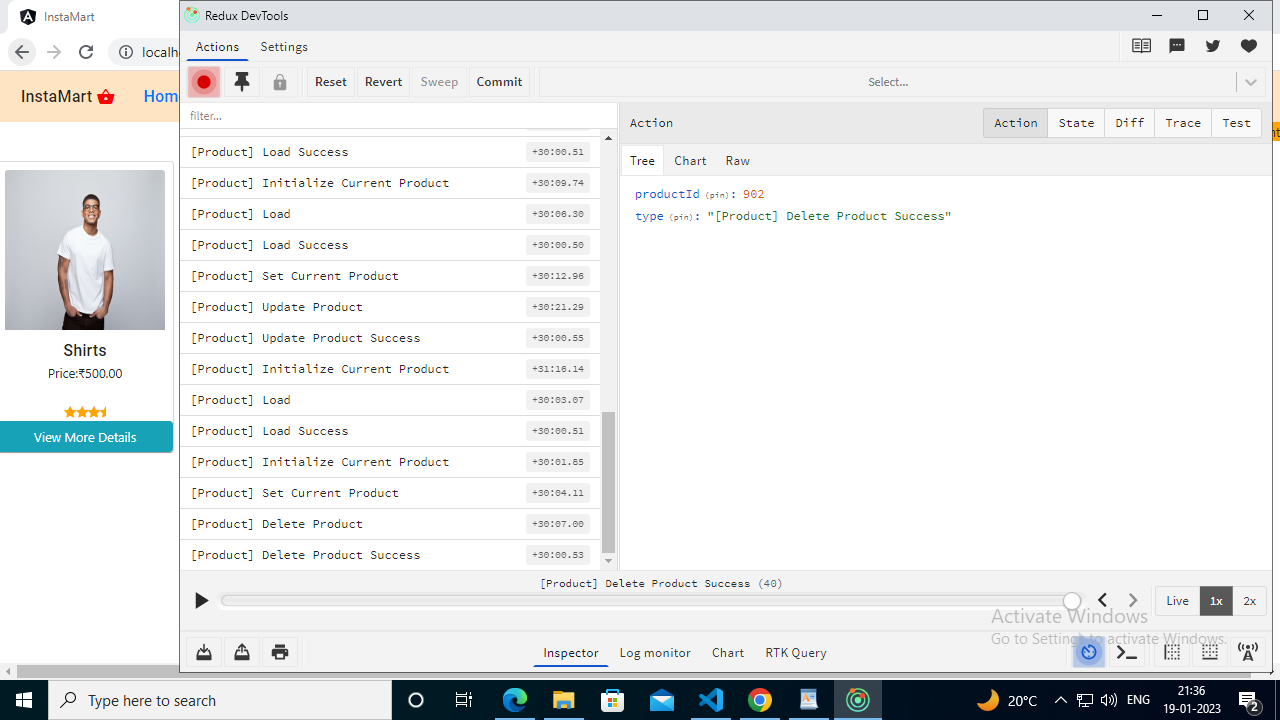 InstaMart
Redux DevTools
Actions Settings
localh
Reset Revert Sweep Commit Select...
InstaMart Hom
filter...
Action Action State Diff Trace Test
Tree Chart Raw
[Product] Load Success +30:00.51
[Product] Initialize Current Product +30:09.74
[Product] Load +30:06.30
[Product] Load Success +30:00.50
[Product] Set Current Product +30:12.96
[Product] Update Product +30:21.29
[Product] Update Product Success +30:00.55
[Product] Initialize Current Product +31:16.14
[Product] Load +30:03.07
[Product] Load Success +30:00.51
[Product] Initialize Current Product +30:01.85
[Product] Set Current Product +30:04.11
[Product] Delete Product +30:07.00
[Product] Delete Product Success +30:00.53
productId (pin): 902
type (pin): "[Product] Delete Product Success"
Shirts
Price:₹500.00
View More Details
[Product] Delete Product Success (40)
Live 1x 2x
Activate Windows
Go to Settings to activate Windows.
Inspector Log monitor Chart RTK Query
Type here to search
20°C
ENG
21:36
19-01-2023
2